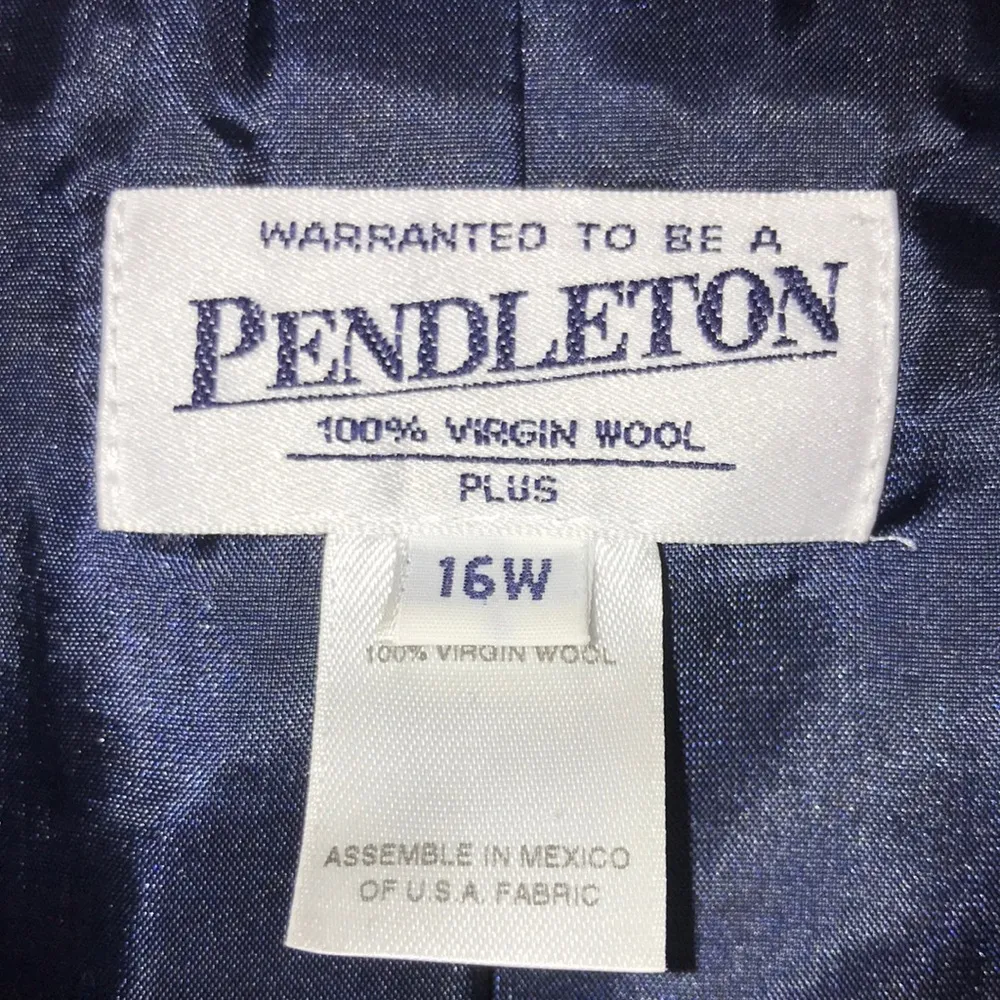 WARRANTED TO BE A
PENDLETON
100% VIRGIN WOOL
PLUS
16W
100% VIRGIN WOOL
ASSEMBLE IN MEXICO
OF U.S.A. FABRIC